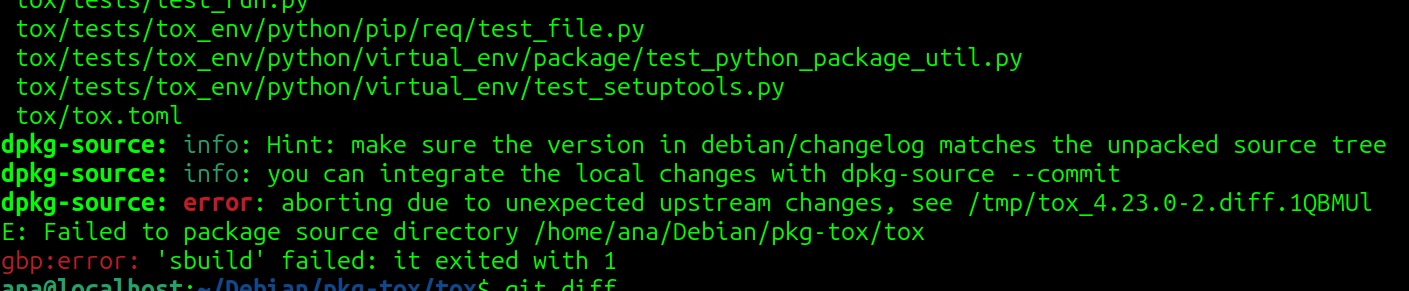 tox/tests/test_run.py
tox/tests/tox_env/python/pip/req/test_file.py
tox/tests/tox_env/python/virtual_env/package/test_python_package_util.py
tox/tests/tox_env/python/virtual_env/test_setuptools.py
tox/tox.toml
dpkg-source: info: Hint: make sure the version in debian/changelog matches the unpacked source tree
dpkg-source: info: you can integrate the local changes with dpkg-source --commit
dpkg-source: error: aborting due to unexpected upstream changes, see /tmp/tox_4.23.0-2.diff.1QBMUl
E: Failed to package source directory /home/ana/Debian/pkg-tox/tox
gbp:error: 'sbuild' failed: it exited with 1
ana@localhost:~/Debian/pkg-tox/tox$ git diff